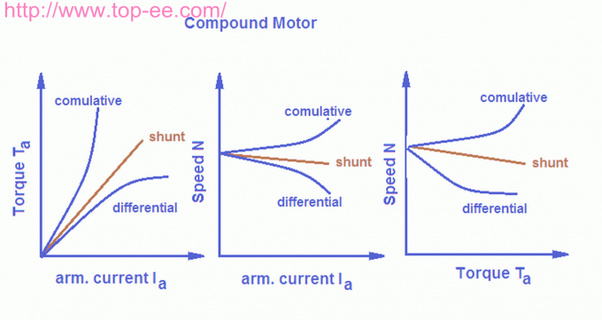 http://www.top-ee.com/
Compound Motor
comulative
shunt
differential
Torque Ta
arm. current Ia
comulative
shunt
differential
Speed N
arm. current Ia
comulative
shunt
differential
Speed N
Torque Ta